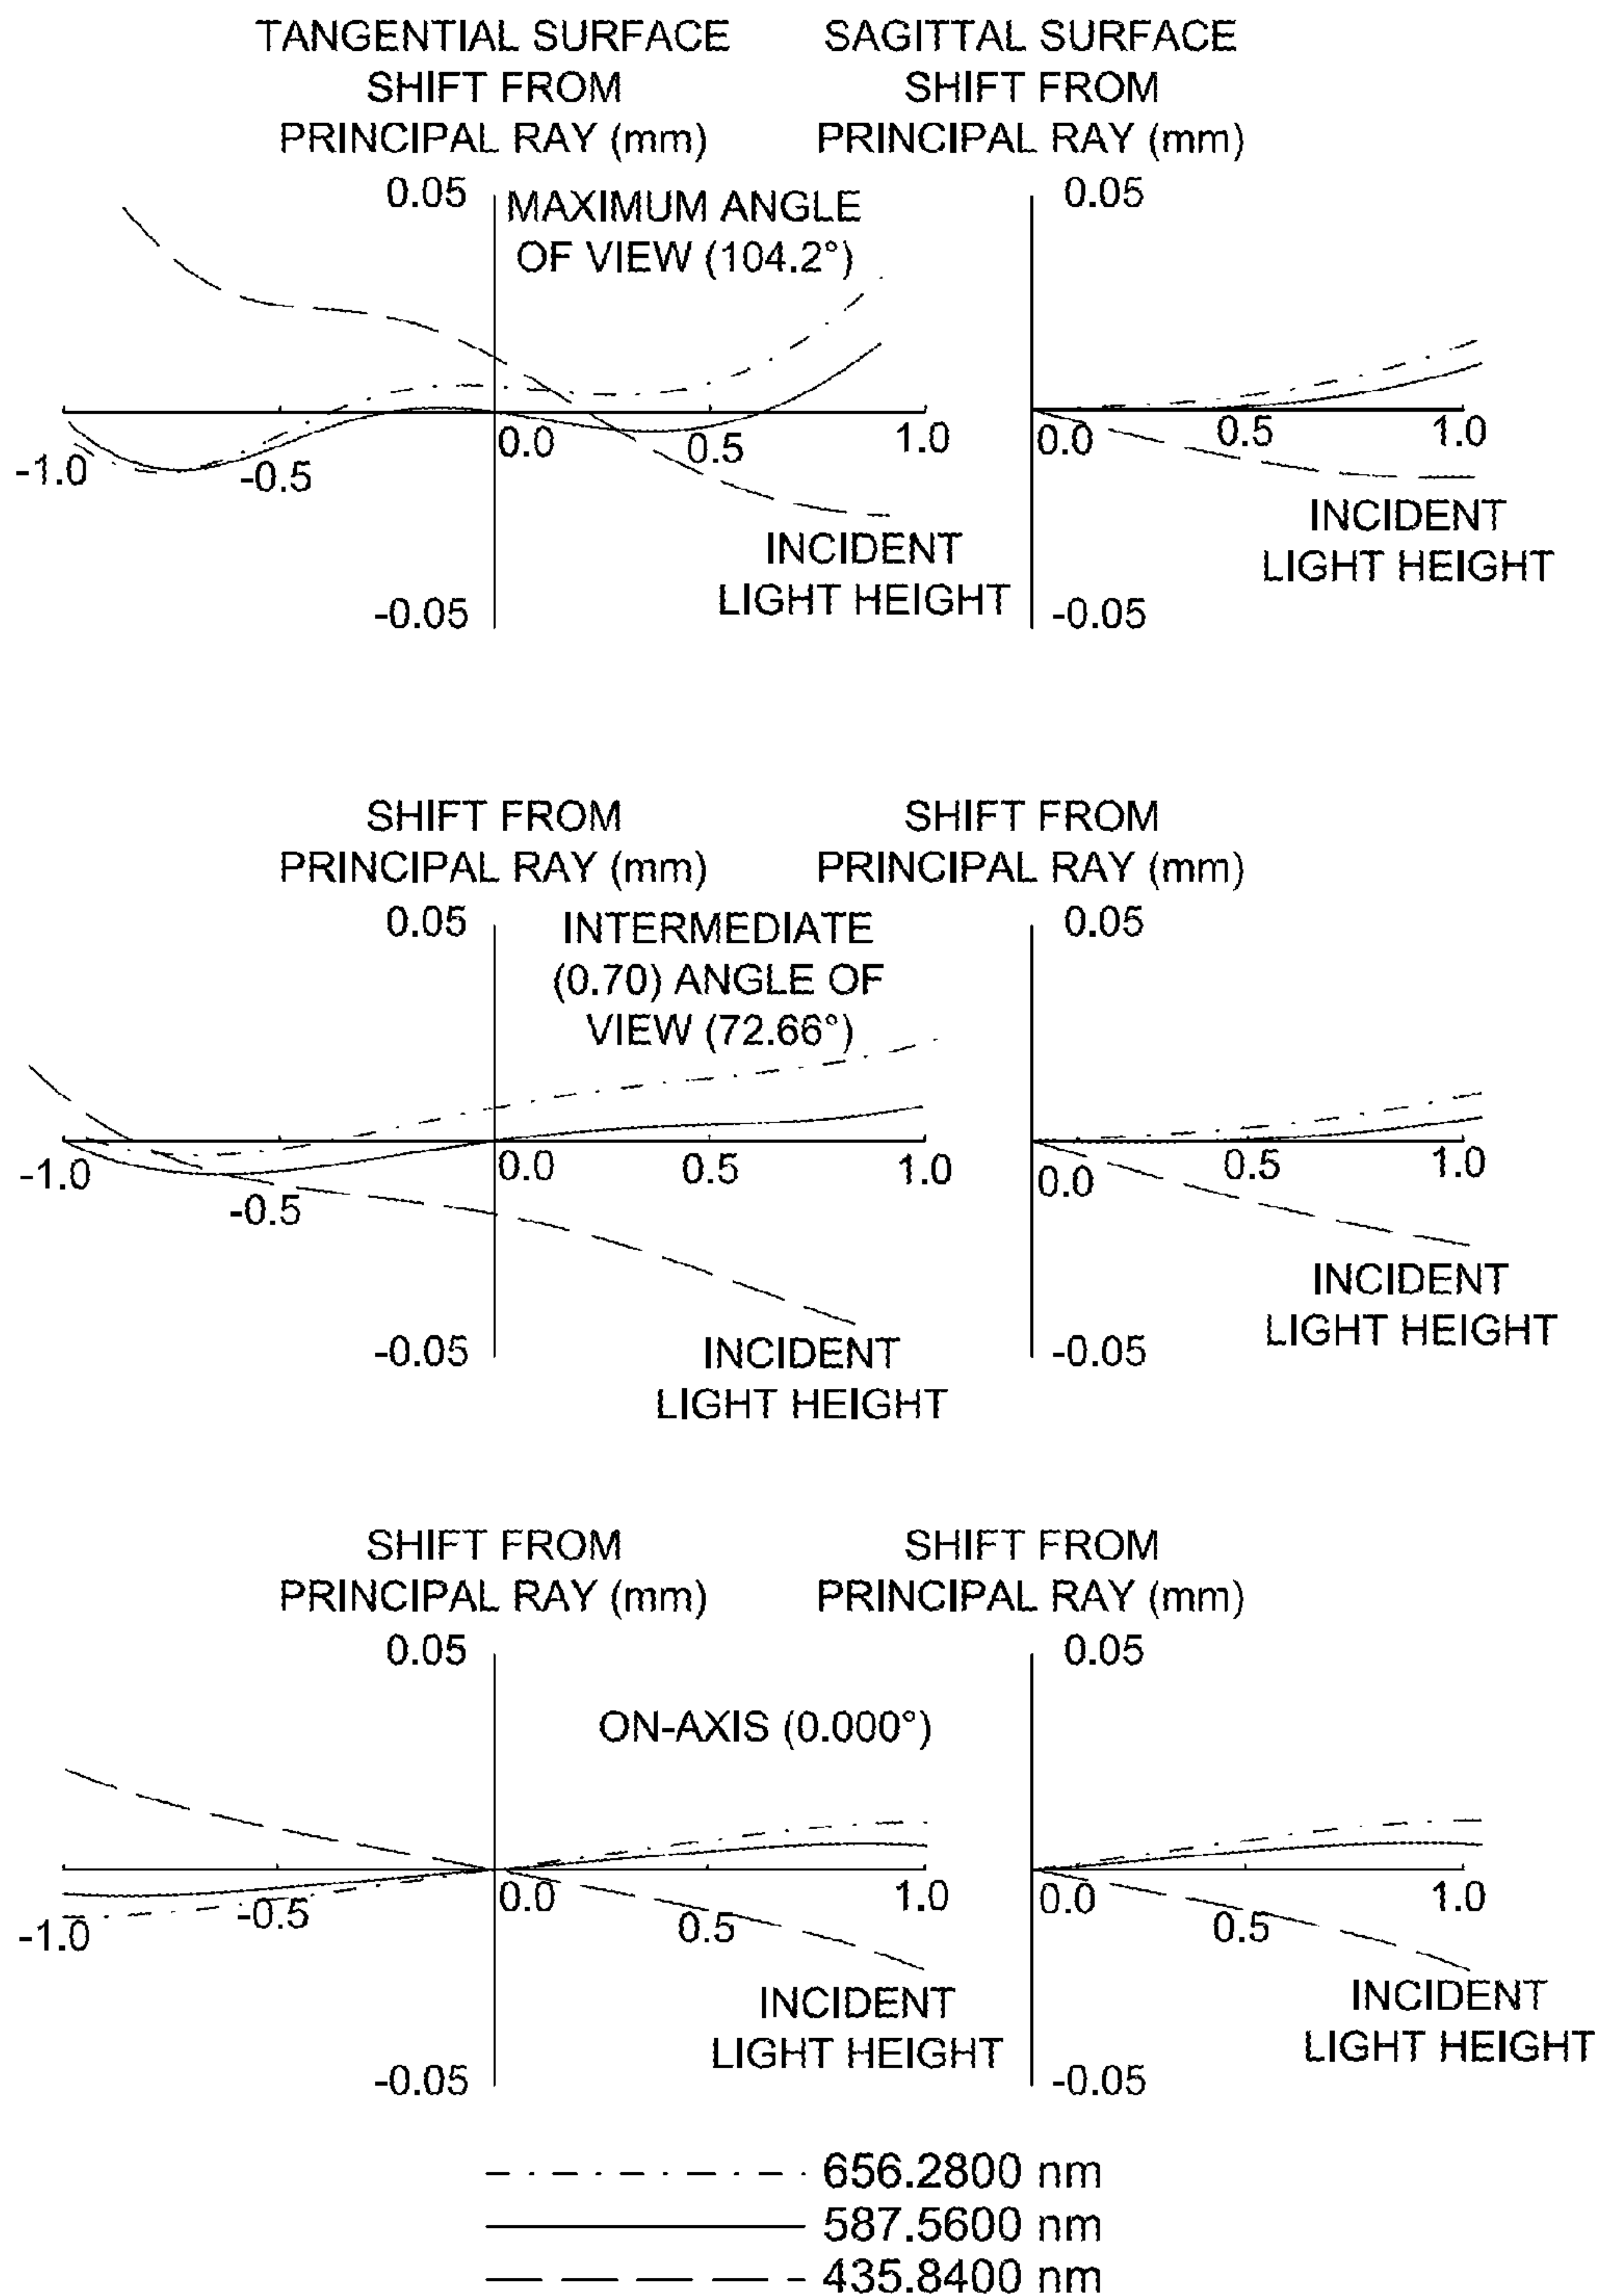 TANGENTIAL SURFACE
SHIFT FROM
PRINCIPAL RAY (mm)
SAGITTAL SURFACE
SHIFT FROM
PRINCIPAL RAY (mm)
0.05
MAXIMUM ANGLE
OF VIEW (104.2°)
-1.0
-0.5
0.0
0.5
1.0
INCIDENT
LIGHT HEIGHT
-0.05
0.05
0.0
0.5
1.0
INCIDENT
LIGHT HEIGHT
-0.05
SHIFT FROM
PRINCIPAL RAY (mm)
SHIFT FROM
PRINCIPAL RAY (mm)
0.05
INTERMEDIATE
(0.70) ANGLE OF
VIEW (72.66°)
-1.0
-0.5
0.0
0.5
1.0
-0.05
INCIDENT
LIGHT HEIGHT
0.05
0.0
0.5
1.0
INCIDENT
LIGHT HEIGHT
-0.05
SHIFT FROM
PRINCIPAL RAY (mm)
SHIFT FROM
PRINCIPAL RAY (mm)
0.05
ON-AXIS (0.000°)
-1.0
-0.5
0.0
0.5
1.0
INCIDENT
LIGHT HEIGHT
-0.05
0.05
0.0
0.5
1.0
INCIDENT
LIGHT HEIGHT
-0.05
656.2800 nm
587.5600 nm
435.8400 nm